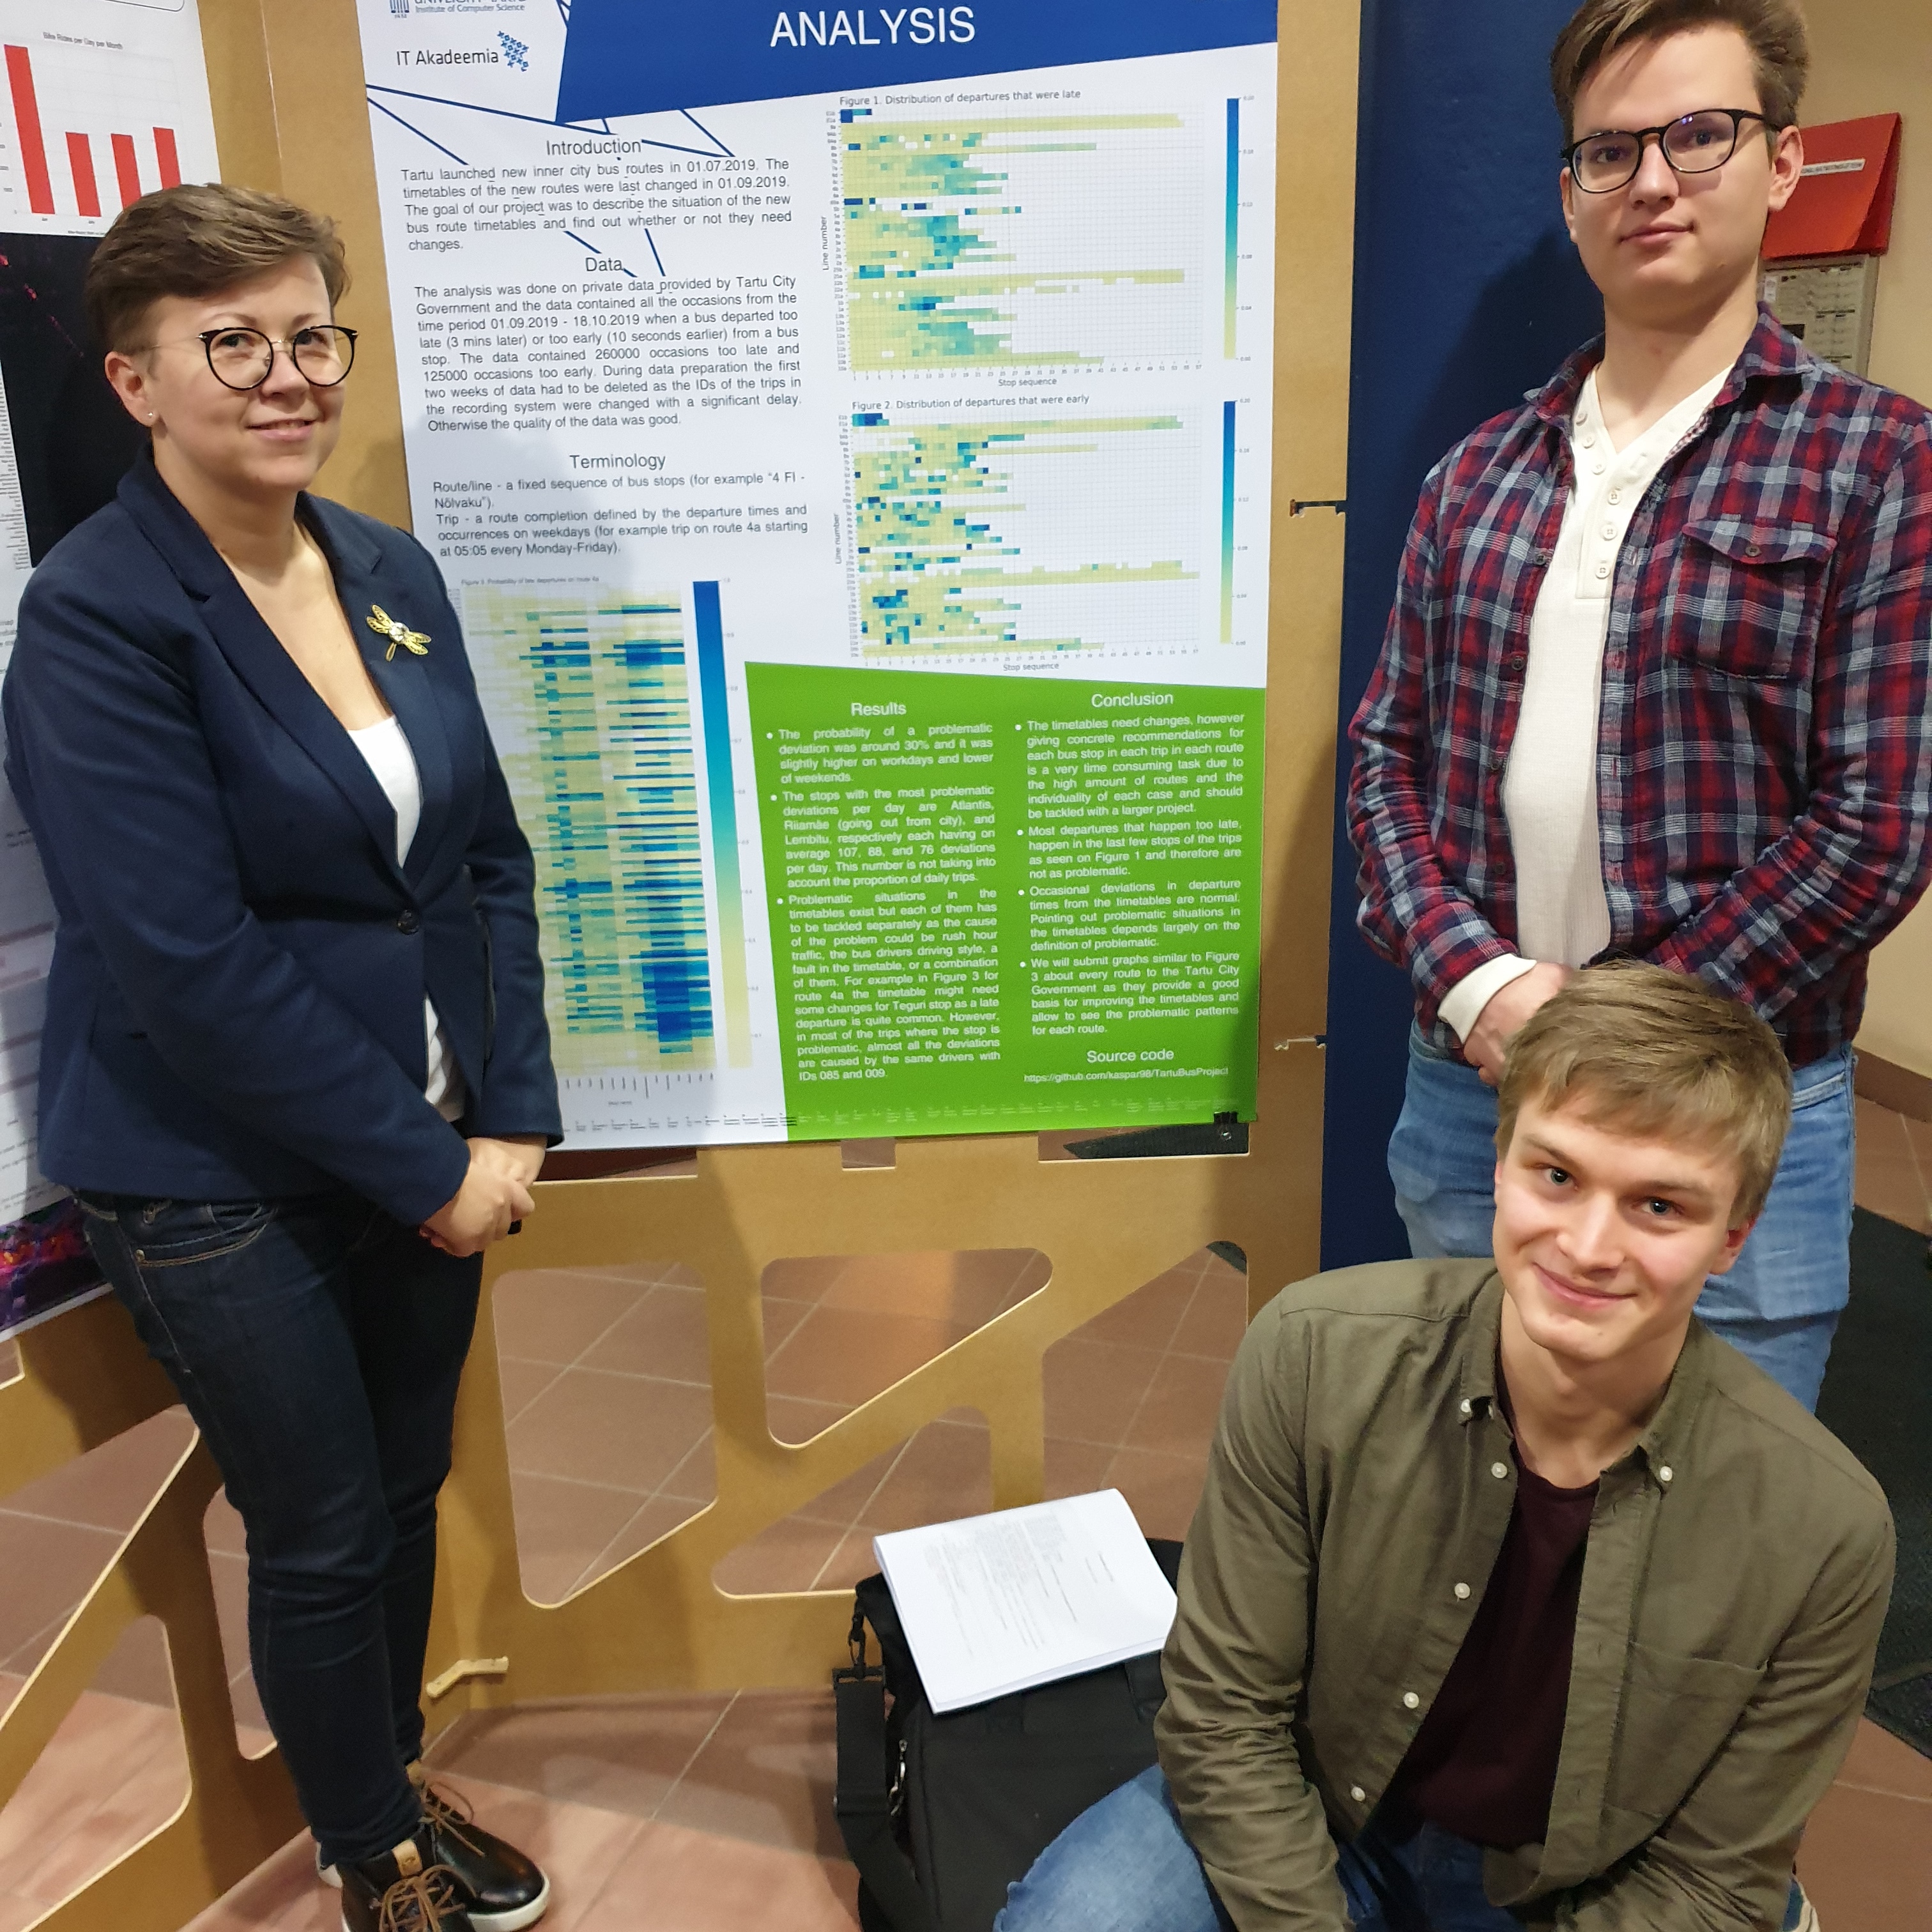 Bike Rides per Day per Month
Institute of Computer Science
IT Akadeemia
ANALYSIS
Introduction
Tartu launched new inner city bus routes in 01.07.2019. The
timetables of the new routes were last changed in 01.09.2019.
The goal of our project was to describe the situation of the new
bus route timetables and find out whether or not they need
changes.
Data
The analysis was done on private data provided by Tartu City
Government and the data contained all the occasions from the
time period 01.09.2019 - 18.10.2019 when a bus departed too
late (3 mins later) or too early (10 seconds earlier) from a bus
stop. The data contained 260000 occasions too late and
125000 occasions too early. During data preparation the first
two weeks of data had to be deleted as the IDs of the trips in
the recording system were changed with a significant delay.
Otherwise the quality of the data was good.
Terminology
Route/line - a fixed sequence of bus stops (for example "4 FI -
Nõlvaku").
Trip - a route completion defined by the departure times and
occurrences on weekdays (for example trip on route 4a starting
at 05:05 every Monday-Friday).
Figure 3. Probability of late departures on route 4a
Figure 1. Distribution of departures that were late
Line number
Stop sequence
Figure 2. Distribution of departures that were early
Line number
Stop sequence
Results
• The probability of a problematic
deviation was around 30% and it was
slightly higher on workdays and lower
of weekends.
• The stops with the most problematic
deviations per day are Atlantis,
Riiamäe (going out from city), and
Lembitu, respectively each having on
average 107, 88, and 76 deviations
per day. This number is not taking into
account the proportion of daily trips.
• Problematic situations in the
timetables exist but each of them has
to be tackled separately as the cause
of the problem could be rush hour
traffic, the bus drivers driving style, a
fault in the timetable, or a combination
of them. For example in Figure 3 for
route 4a the timetable might need
some changes for Teguri stop as a late
departure is quite common. However,
in most of the trips where the stop is
problematic, almost all the deviations
are caused by the same drivers with
IDs 085 and 009.
Conclusion
• The timetables need changes, however
giving concrete recommendations for
each bus stop in each trip in each route
is a very time consuming task due to
the high amount of routes and the
individuality of each case and should
be tackled with a larger project.
• Most departures that happen too late,
happen in the last few stops of the trips
as seen on Figure 1 and therefore are
not as problematic.
• Occasional deviations in departure
times from the timetables are normal.
Pointing out problematic situations in
the timetables depends largely on the
definition of problematic.
• We will submit graphs similar to Figure
3 about every route to the Tartu City
Government as they provide a good
basis for improving the timetables and
allow to see the problematic patterns
for each route.
Source code
https://github.com/kaspar98/TartuBusProject